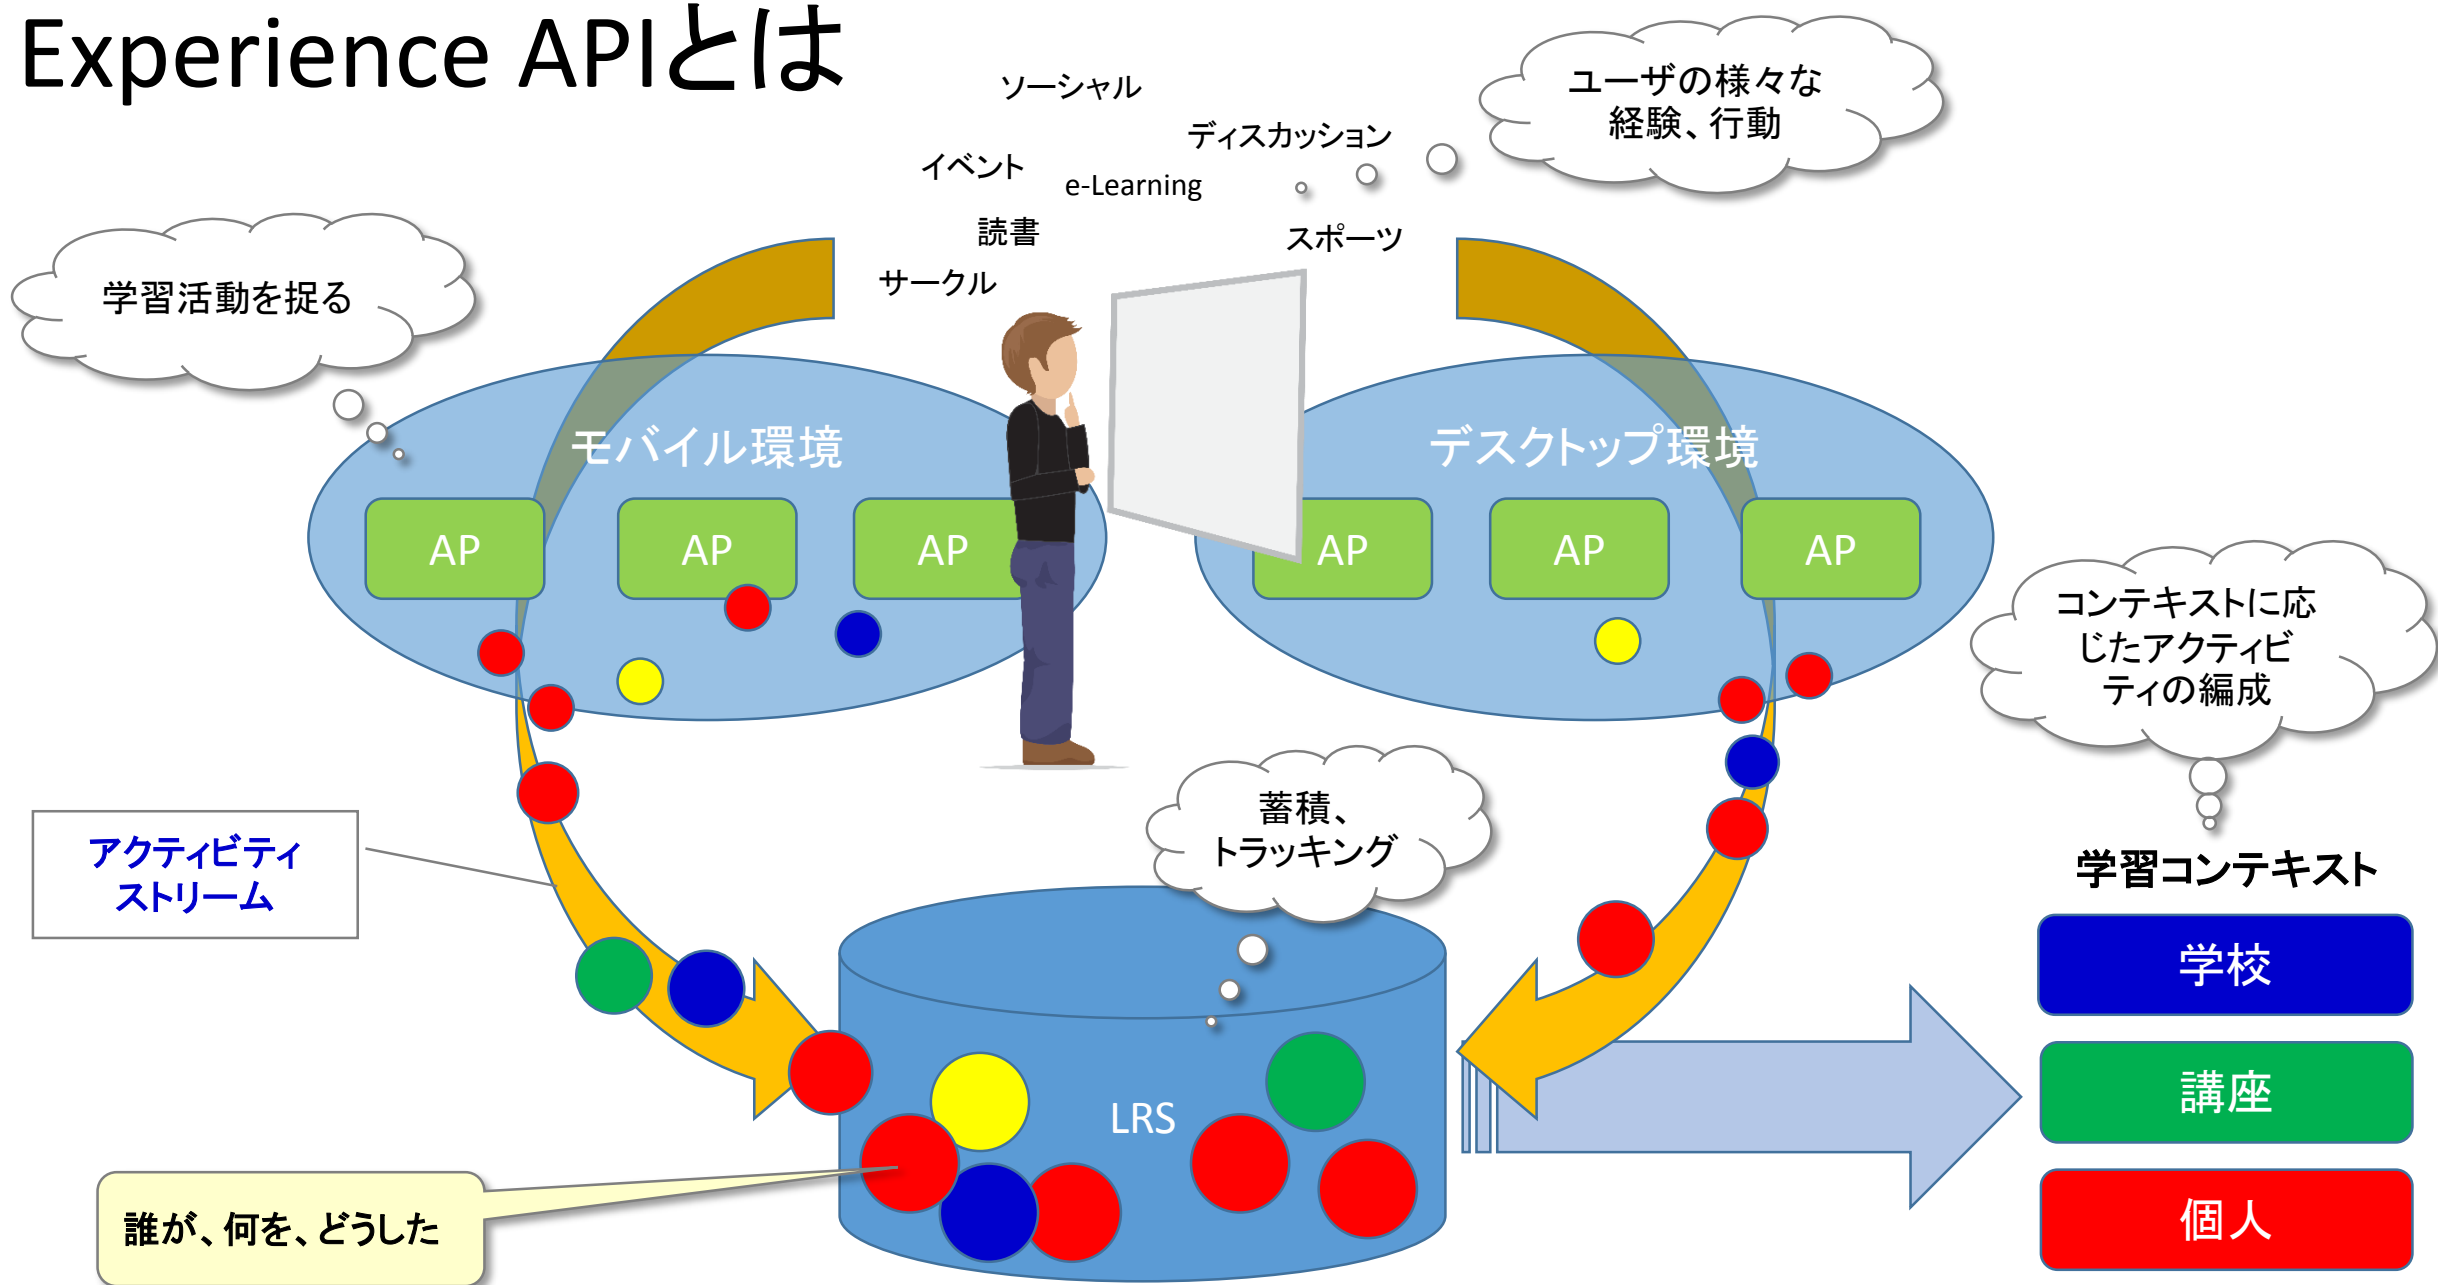 Experience APIとは
ソーシャル
ユーザの様々な
経験、行動
ディスカッション
イベント
e-Learning
読書
スポーツ
サークル
学習活動を捉る
モバイル環境
デスクトップ環境
AP
AP
AP
AP
AP
AP
コンテキストに応
じたアクティビ
ティの編成
蓄積、
トラッキング
アクティビティ
ストリーム
学習コンテキスト
学校
講座
個人
LRS
誰が、何を、どうした